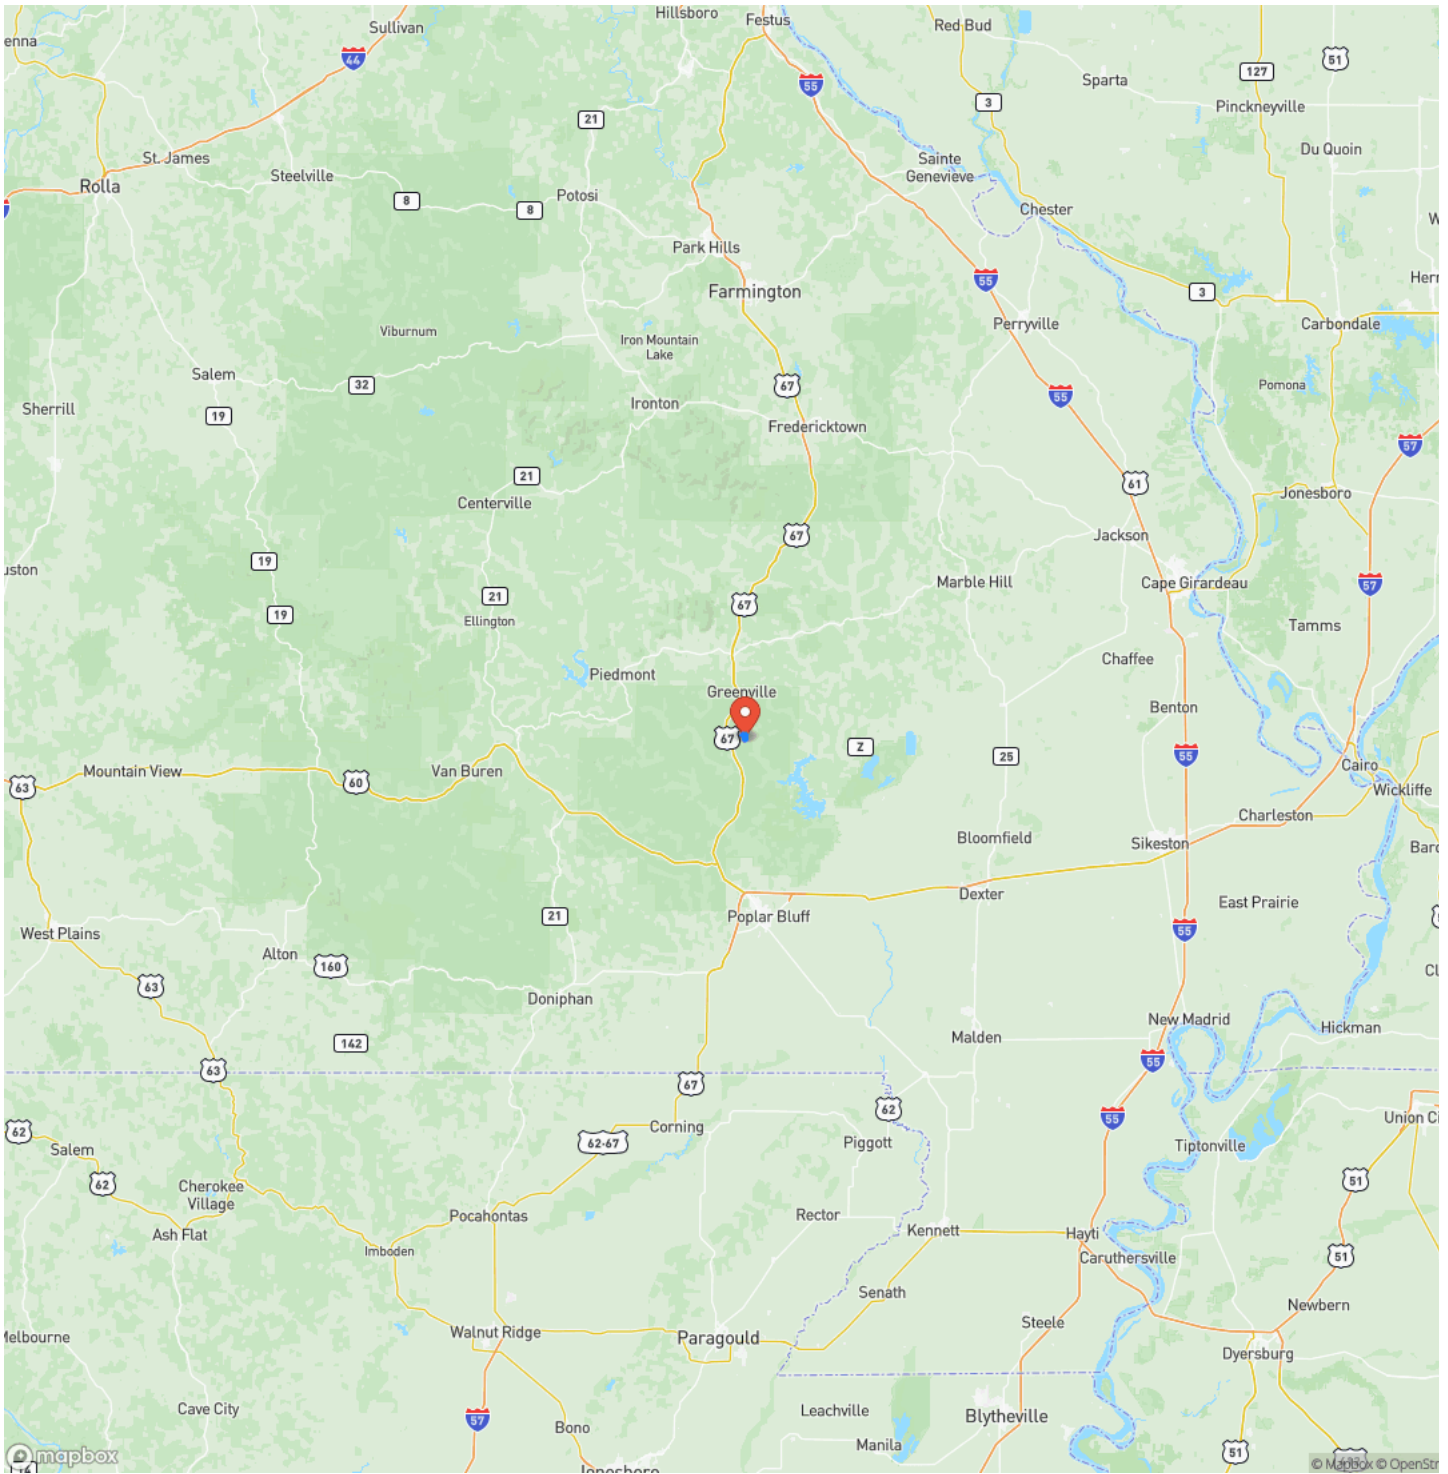 Hillsboro
Festus
Red Bud
Sullivan
enna
44
51
127
55
Sparta
3
Pinckneyville
21
Du Quoin
St. James
Sainte
Genevieve
Steelville
Rolla
Potosi
8
8
Chester
W
Park Hills
55
Her
Farmington
3
Perryville
Carbondale
Viburnum
Iron Mountain
Lake
Salem
32
67
Pomona
55
Sherrill
19
Ironton
Fredericktown
57
21
61
Centerville
Jonesboro
67
Jackson
19
uston
Marble Hill
Cape Girardeau
57
21
67
19
Ellington
Tamms
Chaffee
Piedmont
Greenville
Benton
67
Z
25
55
Cairo
Mountain View
60
Van Buren
63
Wickliffe
Charleston
Bloomfield
Sikeston
Bar
Dexter
East Prairie
21
Poplar Bluff
55
West Plains
Alton
160
Cl
63
Doniphan
New Madrid
Hickman
142
Malden
55
63
67
62
55
Union Ci
62
Corning
62-67
Piggott
Salem
Tiptonville
62
51
Cherokee
Village
Pocahontas
Rector
Kennett
Hayti
Ash Flat
Imboden
Caruthersville
51
Senath
Newbern
Steele
Melbourne
Walnut Ridge
Paragould
Dyersburg
Cave City
57
Bono
Leachville
Blytheville
Manila
51
mapbox
Jonesboro
© Mapbox © OpenStr